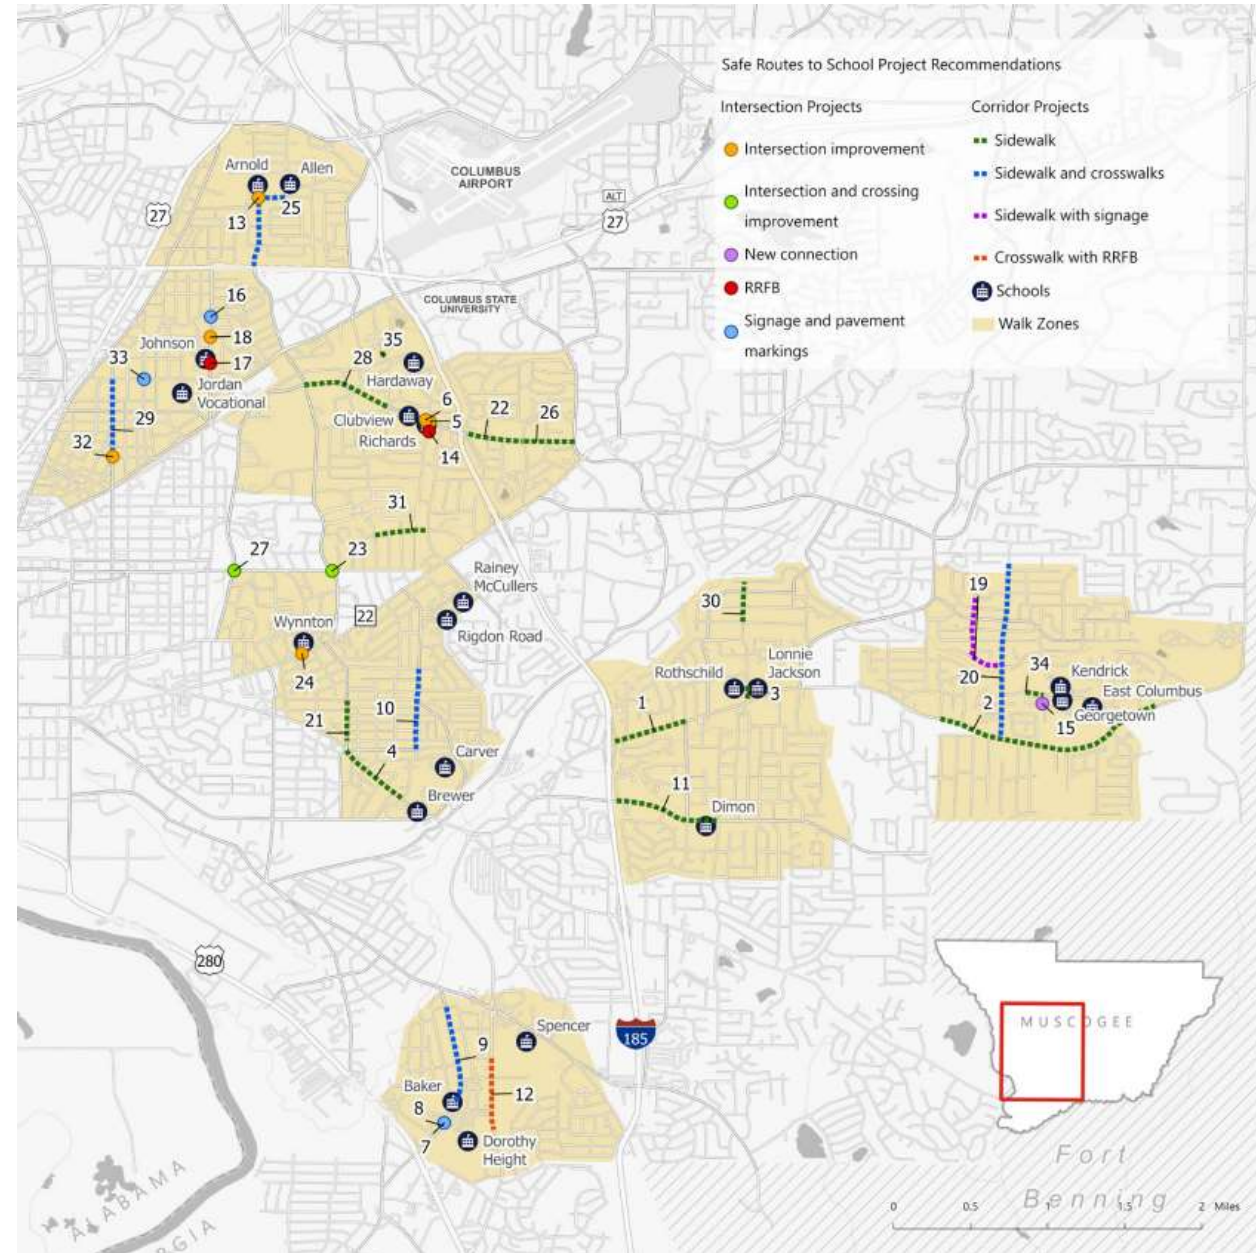 Safe Routes to School Project Recommendations
Intersection Projects
Intersection improvement
Intersection and crossing
improvement
New connection
RRFB
Signage and pavement
markings
Corridor Projects
Sidewalk
Sidewalk and crosswalks
Sidewalk with signage
Crosswalk with RRFB
Schools
Walk Zones
COLUMBUS
AIRPORT
ALT
27
27
Arnold
Allen
13
25
COLUMBUS STATE
UNIVERSITY
16
18
Johnson
17
33
Jordan
Vocational
29
32
35
28
Hardaway
6
Clubview
5
Richards
14
22
26
31
27
23
Rainey
McCullers
22
Wynnton
Rigdon Road
24
21
10
4
Carver
Brewer
30
Lonnie
Jackson
Rothschild
3
1
11
Dimon
19
34
Kendrick
20
East Columbus
2
Georgetown
15
280
185
Spencer
9
Baker
12
8
7
Dorothy
Height
MUSCOGEE
Fort
Benning
0
0.5
1
1.5
2 Miles
ALABAMA
RGIA